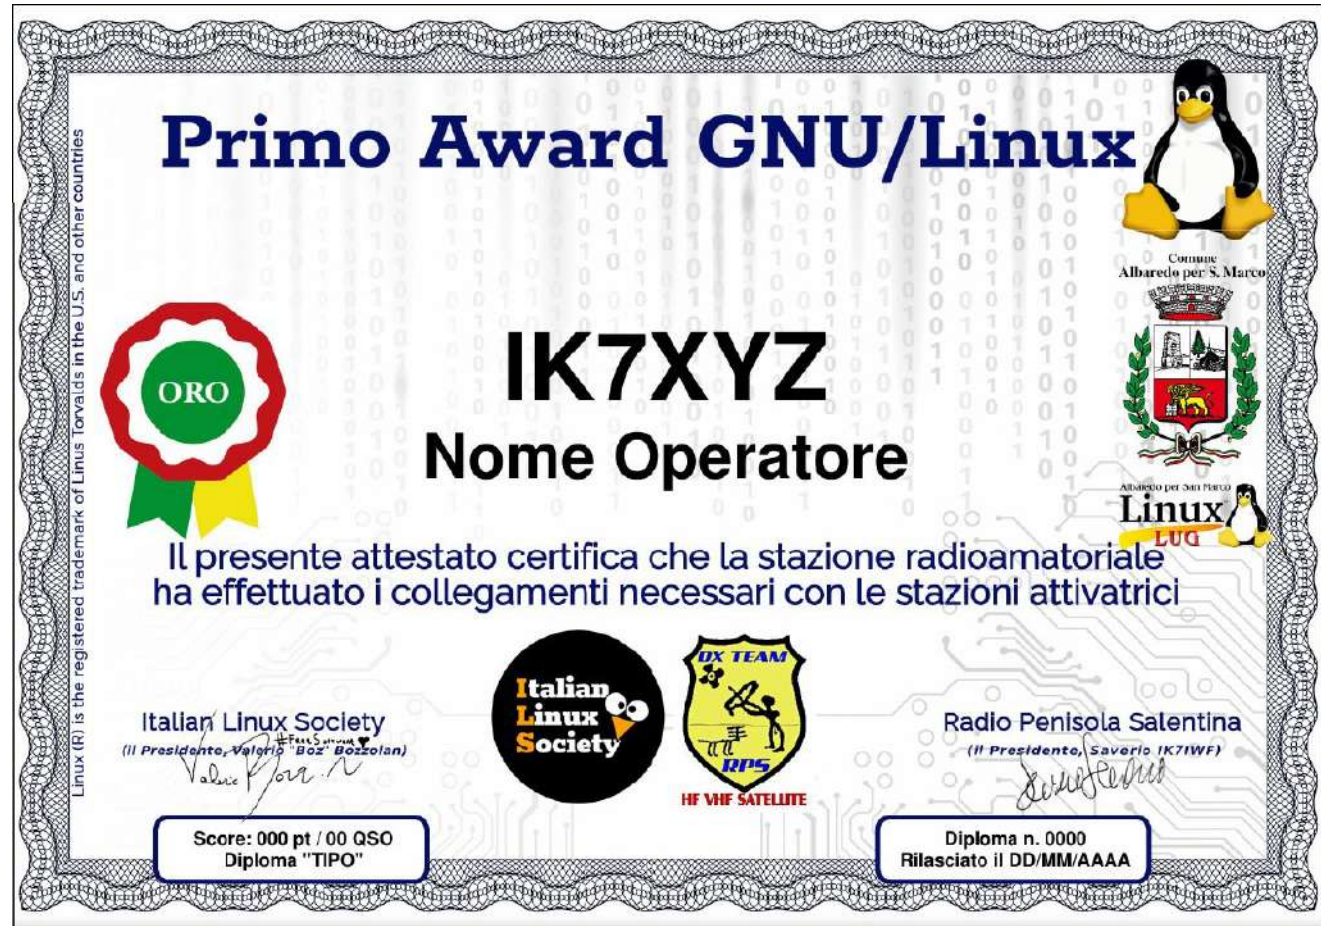 Primo Award GNU/Linux
Linux (R) is the registered trademark of Linus Torvalds in the U.S. and other countries
Comune
Albaredo per S. Marco
ORO
IK7XYZ
Nome Operatore
Albaredo per San Marco
Linux
LUG
Il presente attestato certifica che la stazione radioamatoriale
ha effettuato i collegamenti necessari con le stazioni attivatrici
Italian
Linux
Society
DX TEAM
RPS
HF VHF SATELLITE
Italian Linux Society
(il Presidente, Valerio "Boz" Bozzolan)
Radio Penisola Salentina
(il Presidente, Saverio IK7IWF)
Score: 000 pt / 00 QSO
Diploma "TIPO"
Diploma n. 0000
Rilasciato il DD/MM/AAAA